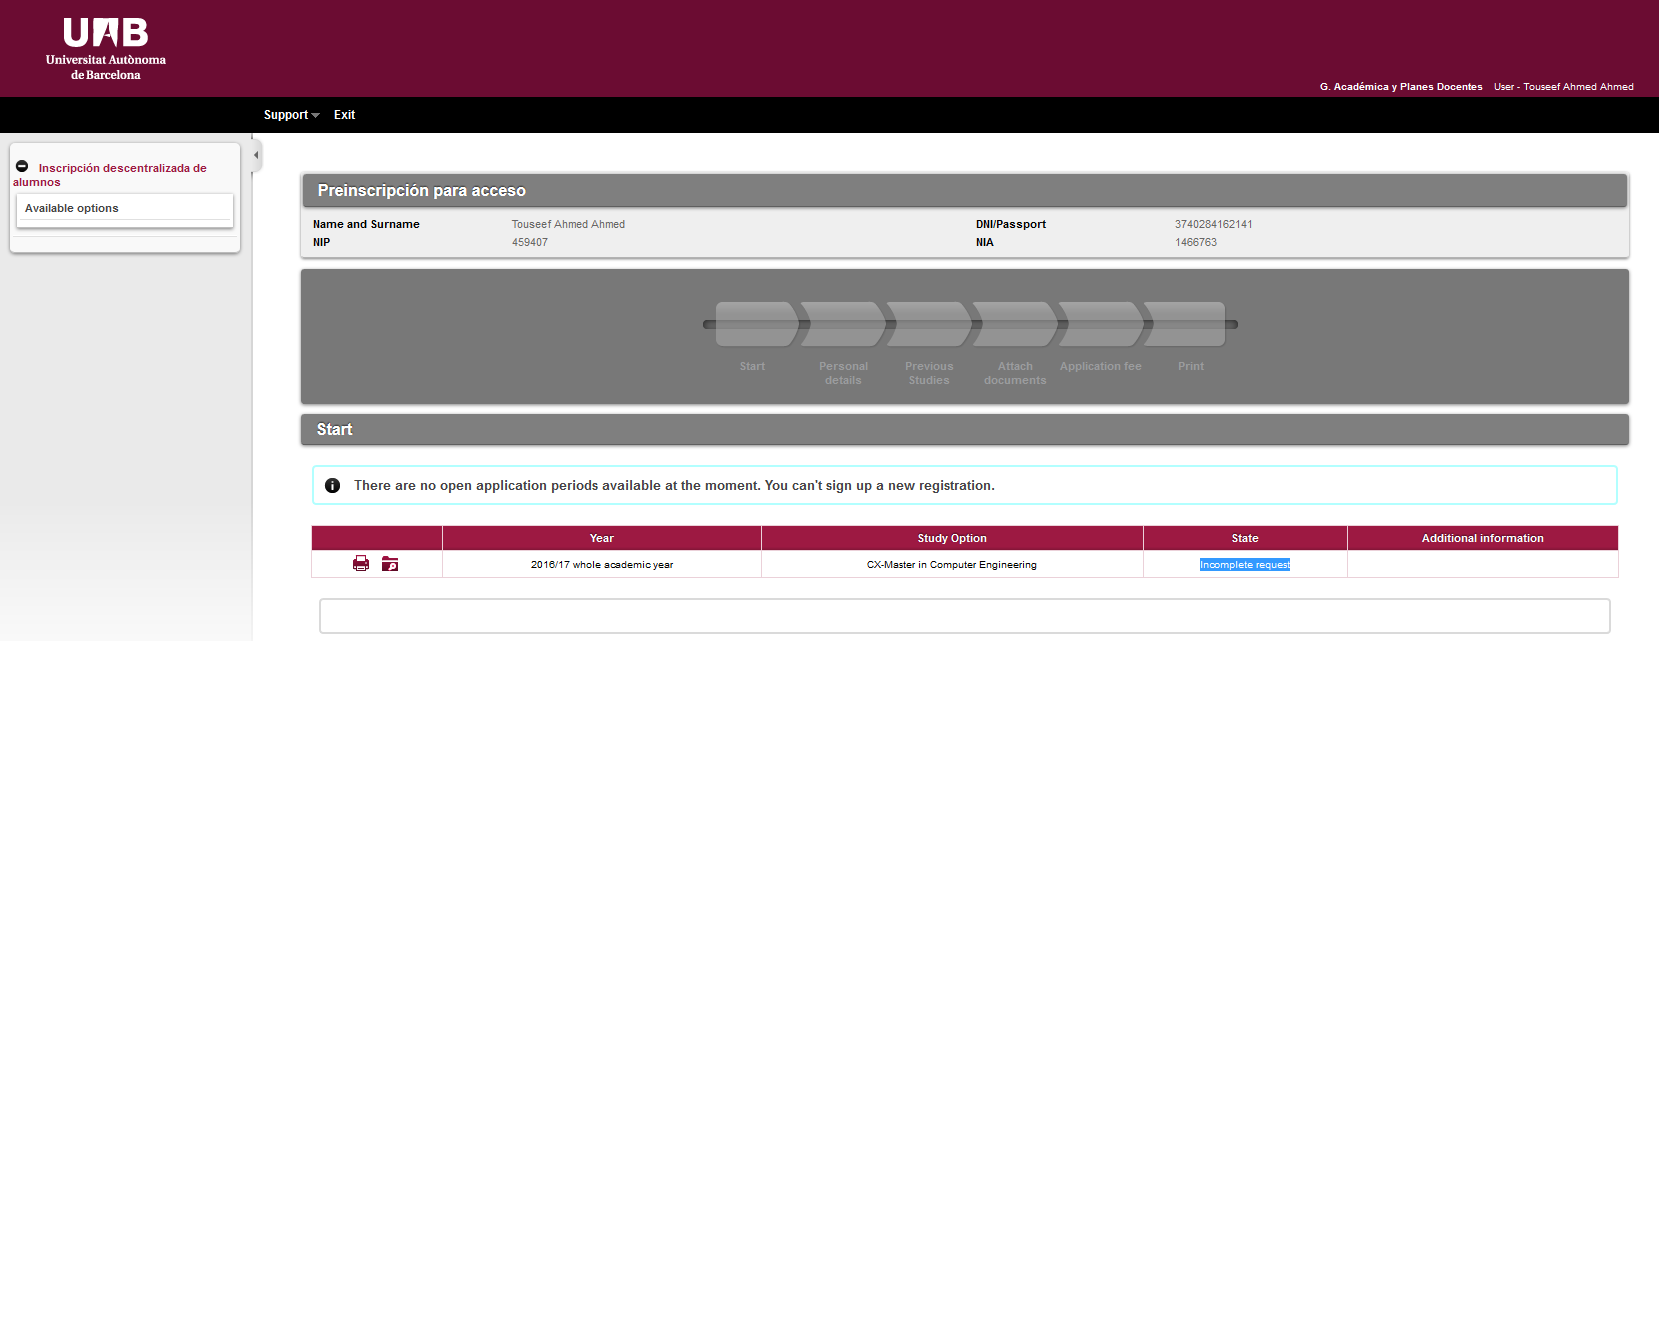 UAB
Universitat Autònoma
de Barcelona
G. Académica y Planes Docentes User - Touseef Ahmed Ahmed
Support Exit
Inscripción descentralizada de
alumnos
Available options
Preinscripción para acceso
Name and Surname Touseef Ahmed Ahmed DNI/Passport 3740284162141
NIP 459407 NIA 1466763
Start Personal Previous Attach Application fee Print
details Studies documents
Start
There are no open application periods available at the moment. You can't sign up a new registration.
Year Study Option State Additional information
2016/17 whole academic year CX-Master in Computer Engineering Incomplete request